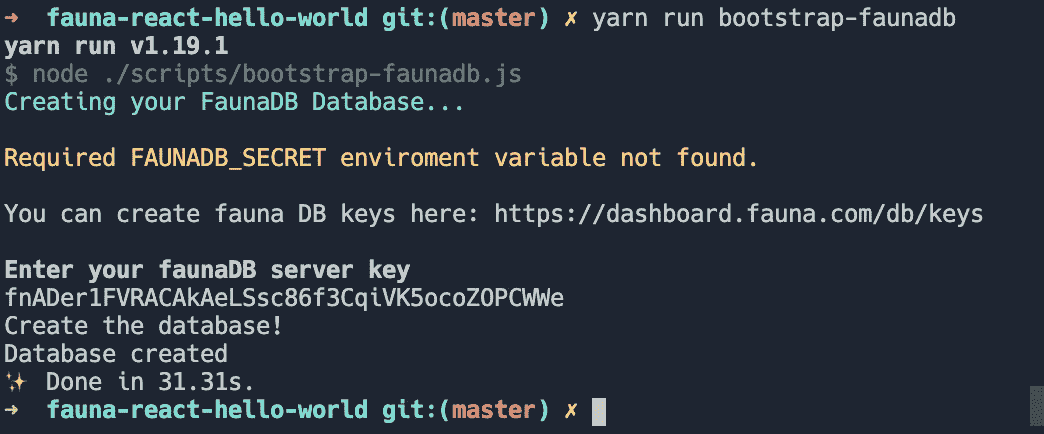 ➜ fauna-react-hello-world git:(master) ✗ yarn run bootstrap-faunadb
yarn run v1.19.1
$ node ./scripts/bootstrap-faunadb.js
Creating your FaunaDB Database...
Required FAUNADB_SECRET enviroment variable not found.
You can create fauna DB keys here: https://dashboard.fauna.com/db/keys
Enter your faunaDB server key
fnADer1FVRACAkAeLSsc86f3CqiVK5ocoZOPCWWe
Create the database!
Database created
✨ Done in 31.31s.
➜ fauna-react-hello-world git:(master) ✗